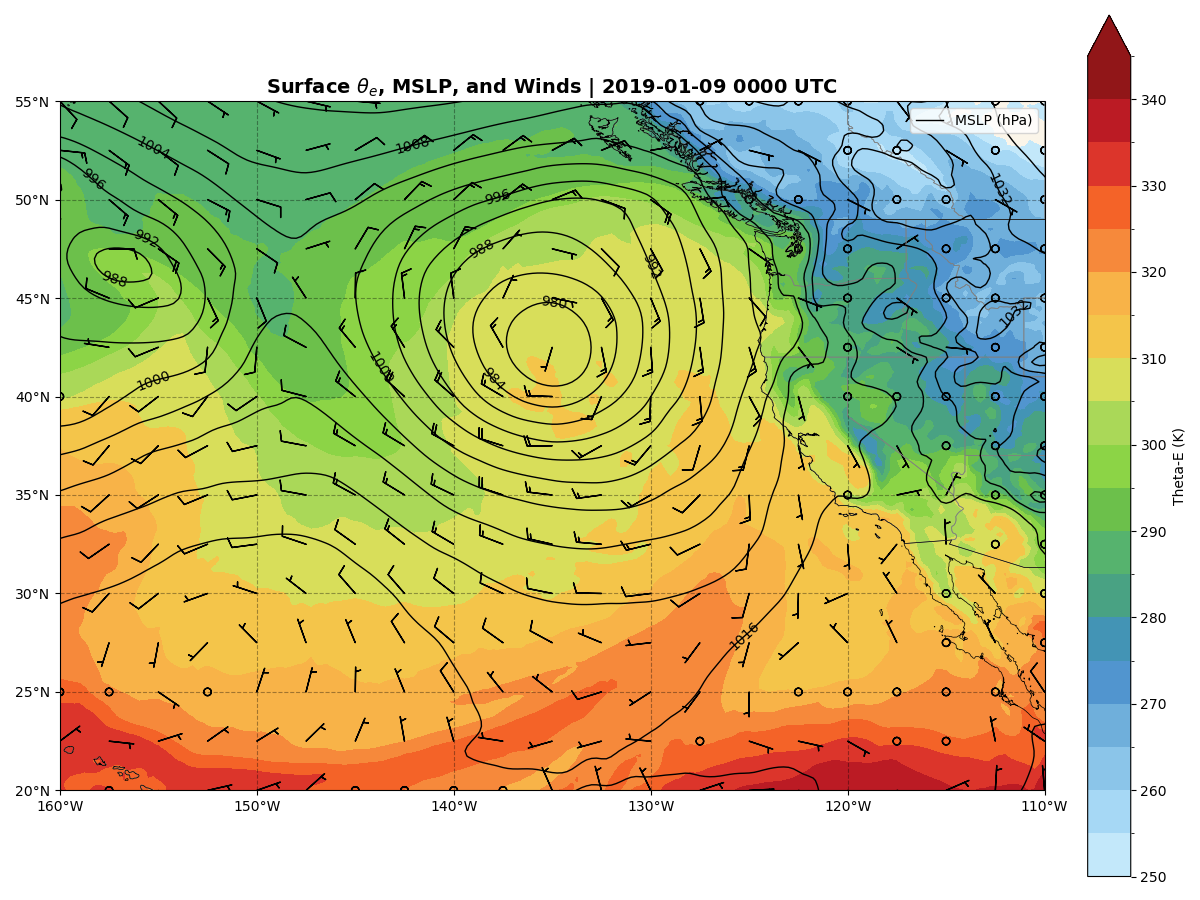 Surface θe, MSLP, and Winds | 2019-01-09 0000 UTC
MSLP (hPa)
55°N
50°N
45°N
40°N
35°N
30°N
25°N
20°N
160°W
150°W
140°W
130°W
120°W
110°W
1004
1008
996
996
1032
992
988
988
992
980
1032
1000
984
1016
340
330
320
310
300
290
280
270
260
250
Theta-E (K)